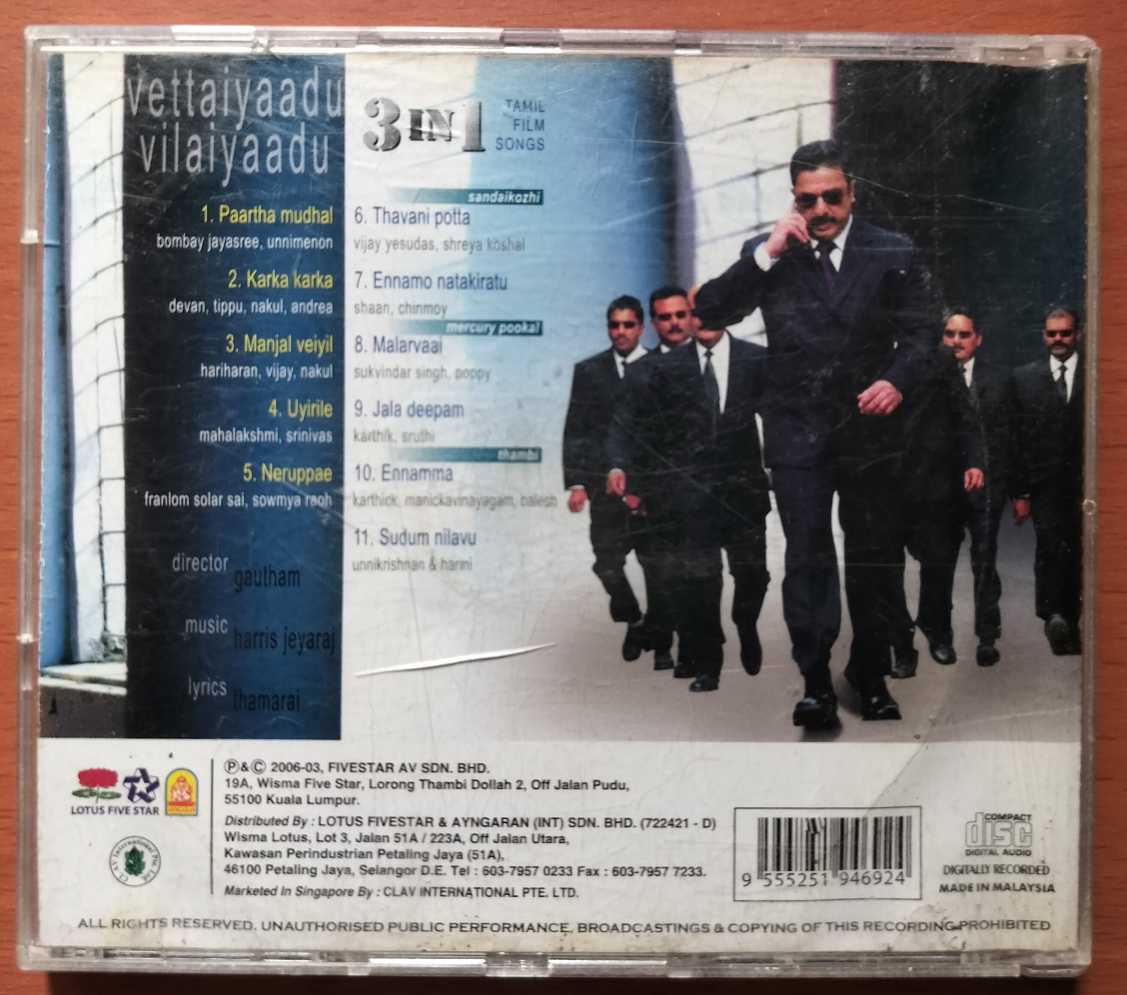 vettaiyaadu
vilaiyaadu
1. Paartha mudhal
bombay jayasree, unnimenon
2. Karka karka
devan, tippu, nakul, andrea
3. Manjal veiyil
hariharan, vijay, nakul
4. Uyirile
mahalakshmi, srinivas
5. Neruppae
franlom solar sai, sowmya raoh
director gautham
music harris jeyaraj
lyrics thamarai
3 IN 1
TAMIL
FILM
SONGS
sandaikozhi
6. Thavani potta
vijay yesudas, shreya koshal
7. Ennamo natakiratu
shaan, chinmoy
mercury pookal
8. Malarvaai
sukvindar singh, poppy
9. Jala deepam
karthik, sruthi
thambi
10. Ennamma
karthick, manickavinayagam, balesh
11. Sudum nilavu
unnikrishnan & harini
LOTUS FIVE STAR
CLAV International Pte Ltd
Ⓟ&© 2006-03, FIVESTAR AV SDN. BHD.
19A, Wisma Five Star, Lorong Thambi Dollah 2, Off Jalan Pudu,
55100 Kuala Lumpur.
Distributed By : LOTUS FIVESTAR & AYNGARAN (INT) SDN. BHD. (722421 - D)
Wisma Lotus, Lot 3, Jalan 51A / 223A, Off Jalan Utara,
Kawasan Perindustrian Petaling Jaya (51A),
46100 Petaling Jaya, Selangor D.E. Tel : 603-7957 0233 Fax : 603-7957 7233.
Marketed In Singapore By : CLAV INTERNATIONAL PTE. LTD.
9 555251 946924
COMPACT
disc
DIGITAL AUDIO
DIGITALLY RECORDED
MADE IN MALAYSIA
ALL RIGHTS RESERVED. UNAUTHORISED PUBLIC PERFORMANCE, BROADCASTINGS & COPYING OF THIS RECORDING PROHIBITED